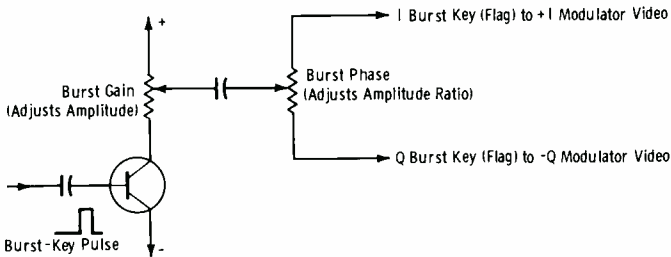 +
I Burst Key (Flag) to +I Modulator Video
Burst Gain
(Adjusts Amplitude)
Burst Phase
(Adjusts Amplitude Ratio)
Q Burst Key (Flag) to -Q Modulator Video
Burst-Key Pulse
-